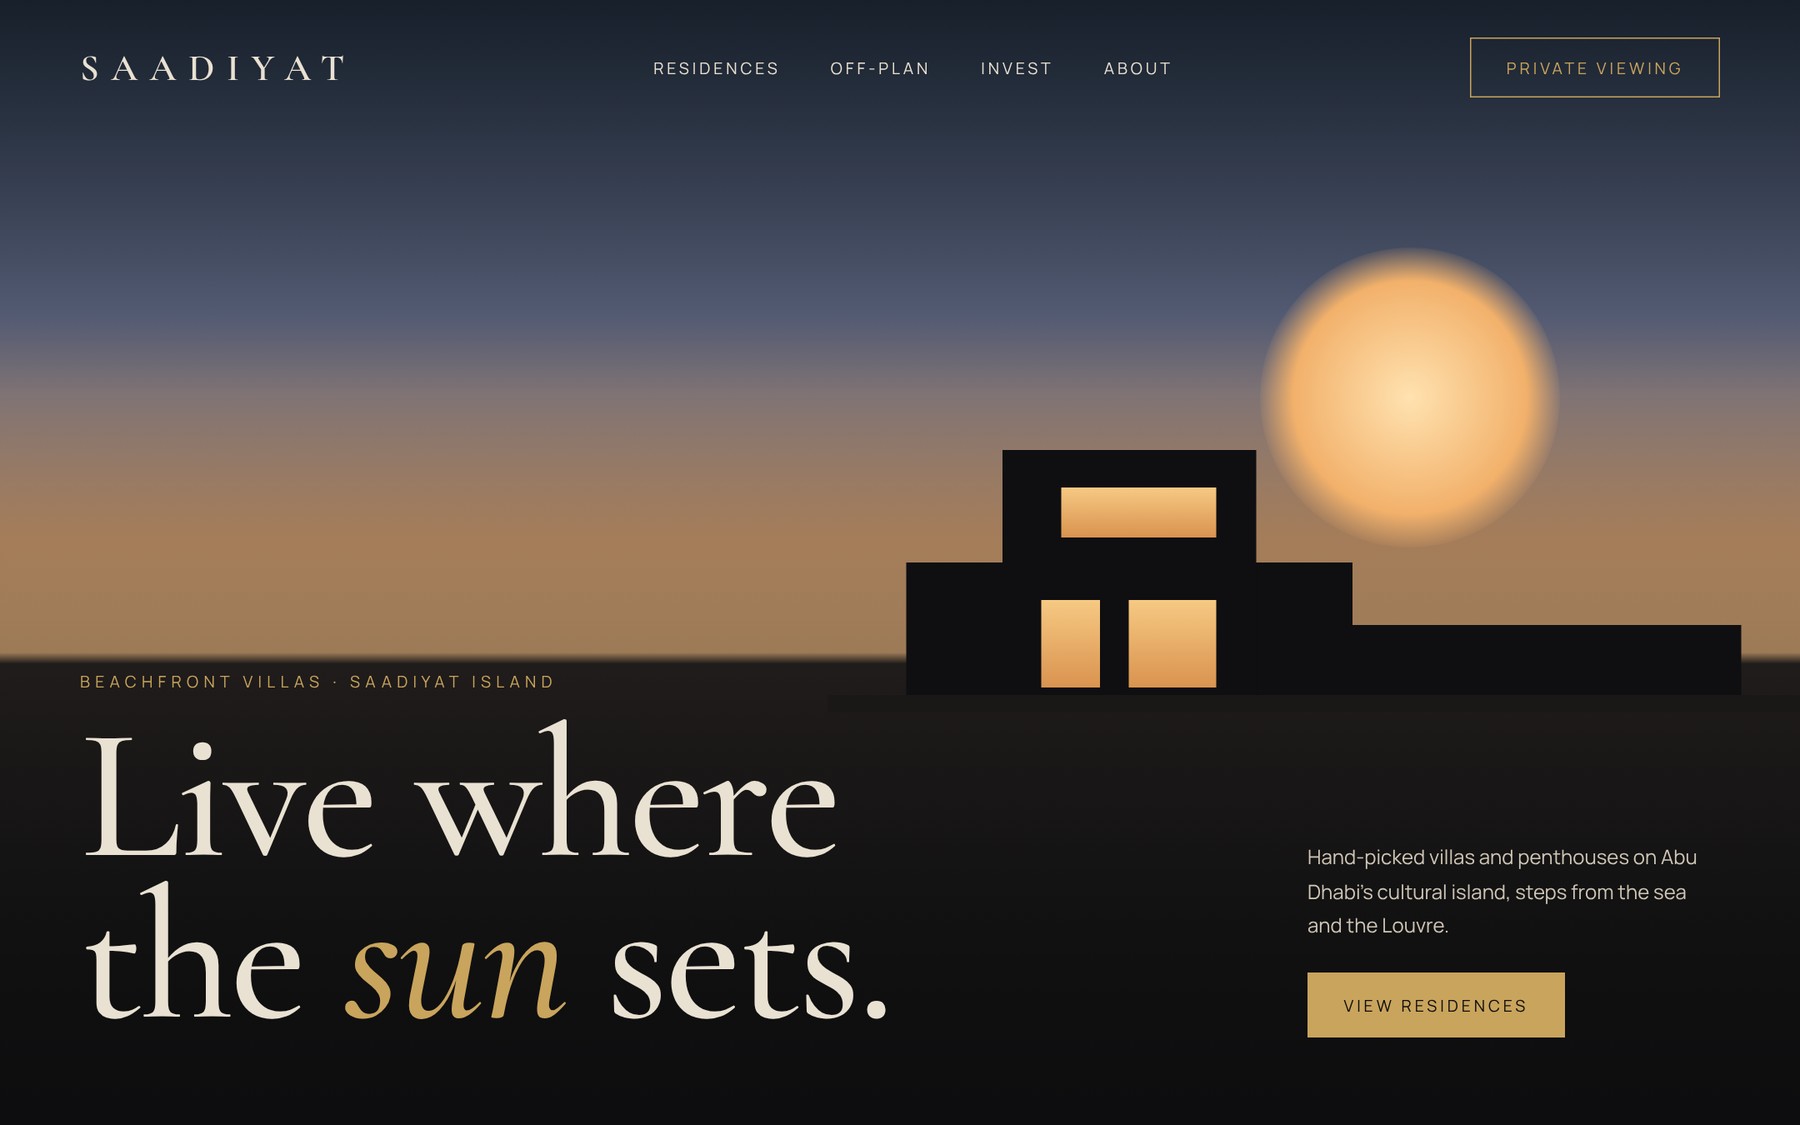 SAADIYAT
RESIDENCES OFF-PLAN INVEST ABOUT
PRIVATE VIEWING
BEACHFRONT VILLAS · SAADIYAT ISLAND
Live where
the sun sets.
Hand-picked villas and penthouses on Abu
Dhabi’s cultural island, steps from the sea
and the Louvre.
VIEW RESIDENCES